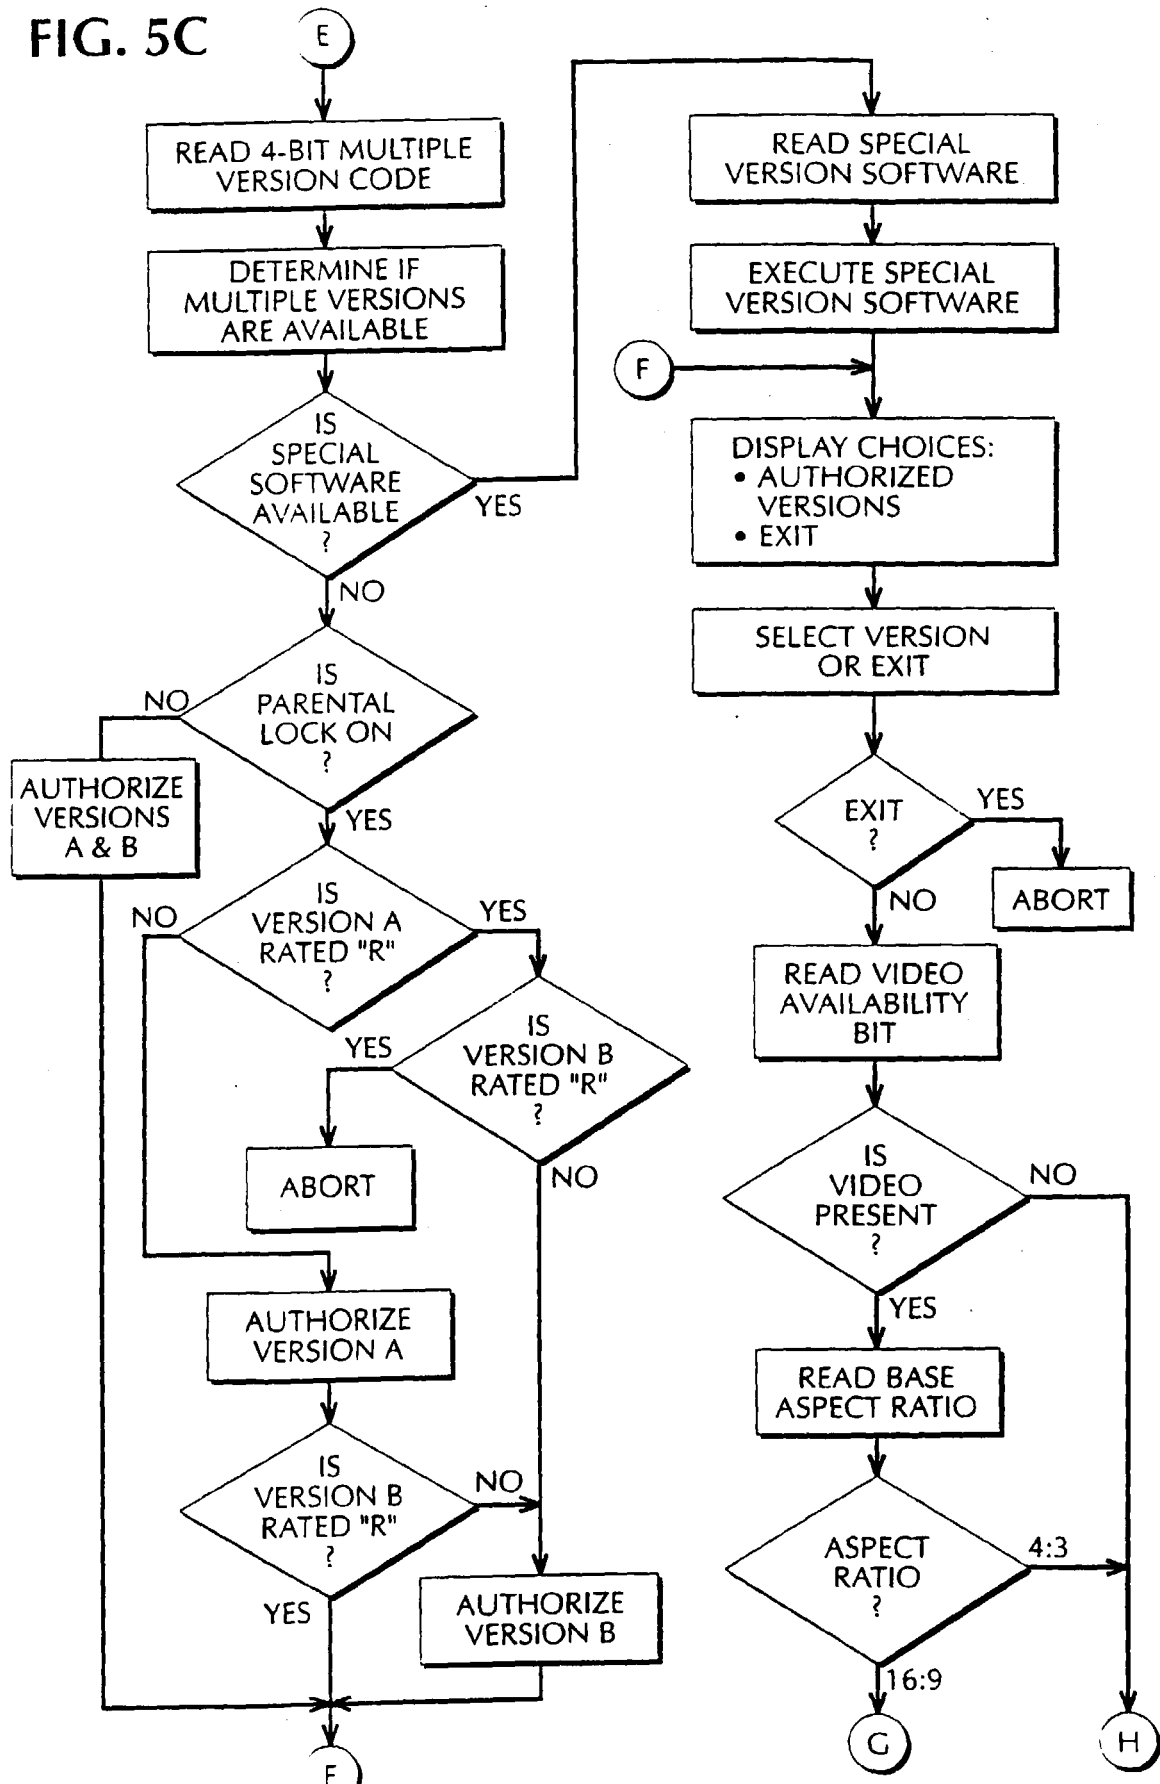 FIG. 5C
E
READ 4-BIT MULTIPLE
VERSION CODE
DETERMINE IF
MULTIPLE VERSIONS
ARE AVAILABLE
IS
SPECIAL
SOFTWARE
AVAILABLE
?
YES
NO
IS
PARENTAL
LOCK ON
?
NO
YES
AUTHORIZE
VERSIONS
A & B
IS
VERSION A
RATED "R"
?
NO
YES
IS
VERSION B
RATED "R"
?
YES
NO
ABORT
AUTHORIZE
VERSION A
IS
VERSION B
RATED "R"
?
NO
YES
AUTHORIZE
VERSION B
F
READ SPECIAL
VERSION SOFTWARE
EXECUTE SPECIAL
VERSION SOFTWARE
F
DISPLAY CHOICES:
• AUTHORIZED
VERSIONS
• EXIT
SELECT VERSION
OR EXIT
EXIT
?
YES
NO
ABORT
READ VIDEO
AVAILABILITY
BIT
IS
VIDEO
PRESENT
?
NO
YES
READ BASE
ASPECT RATIO
ASPECT
RATIO
?
4:3
16:9
G
H